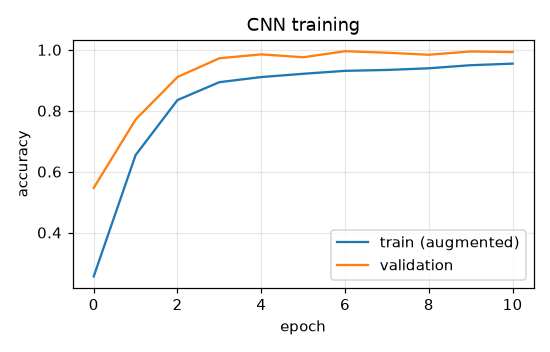 CNN training
1.0
0.8
0.6
0.4
accuracy
0 2 4 6 8 10
epoch
train (augmented)
validation